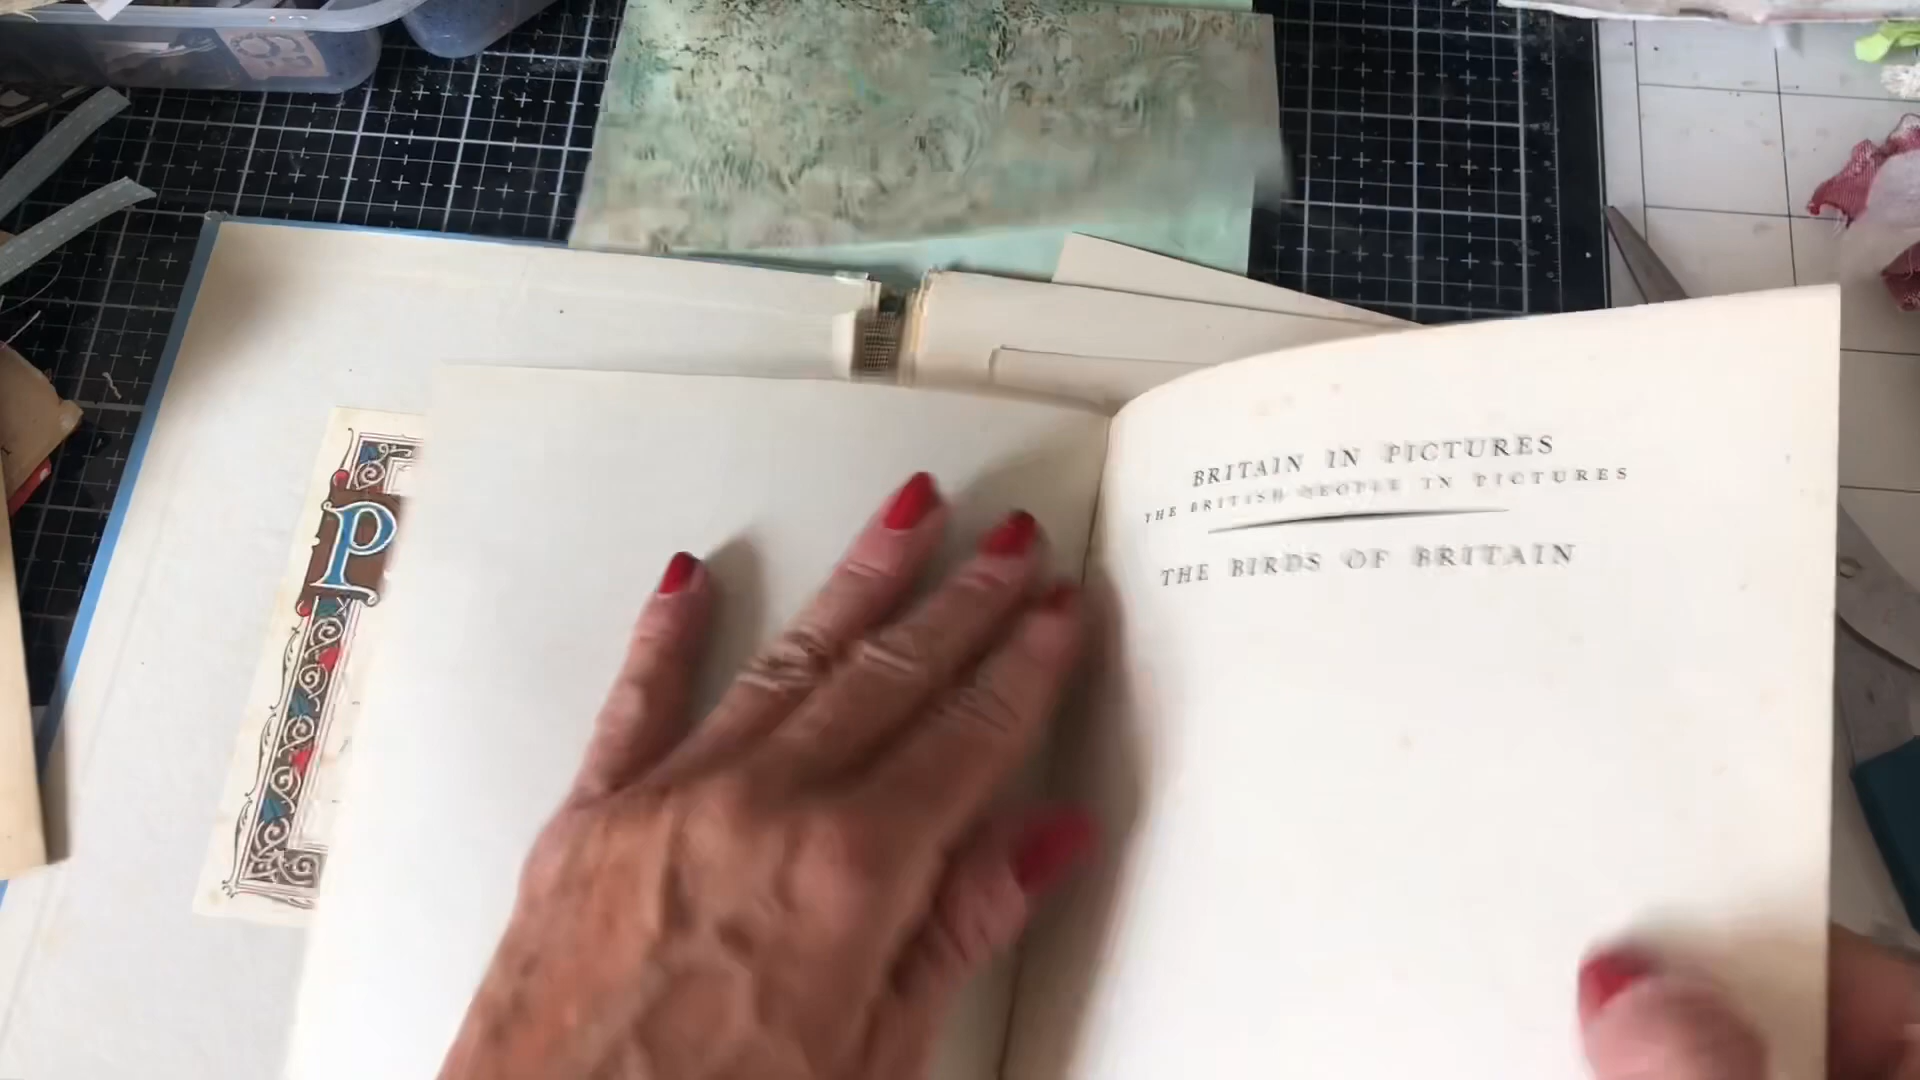 P
BRITAIN IN PICTURES
THE BRITISH PEOPLE IN PICTURES
THE BIRDS OF BRITAIN